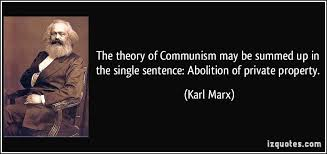 The theory of Communism may be summed up in
the single sentence: Abolition of private property.
(Karl Marx)
izquotes.com